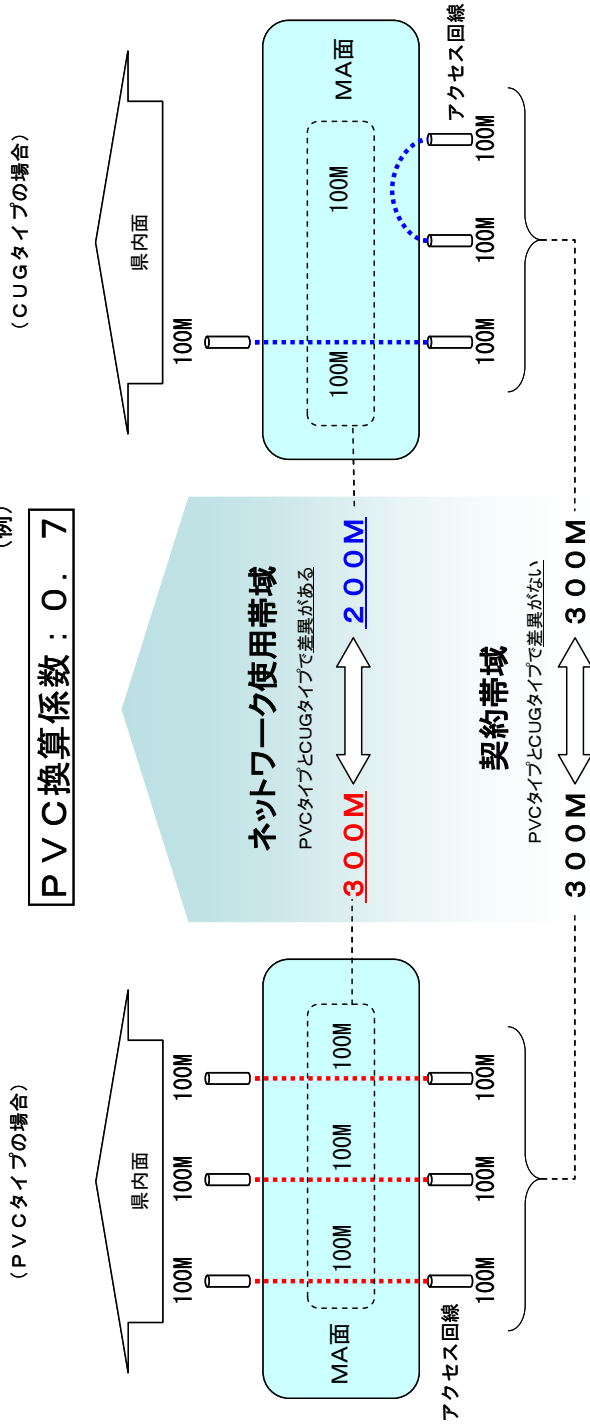 (例)
PVC換算係数:0.7
(PVCタイプの場合)
県内面
100M
100M
100M
100M
100M
100M
MA面
100M
100M
100M
アクセス回線
ネットワーク使用帯域
PVCタイプとCUGタイプで差異がある
300M
200M
契約帯域
PVCタイプとCUGタイプで差異がない
300M
300M
(CUGタイプの場合)
県内面
100M
100M
100M
MA面
100M
100M
100M
アクセス回線